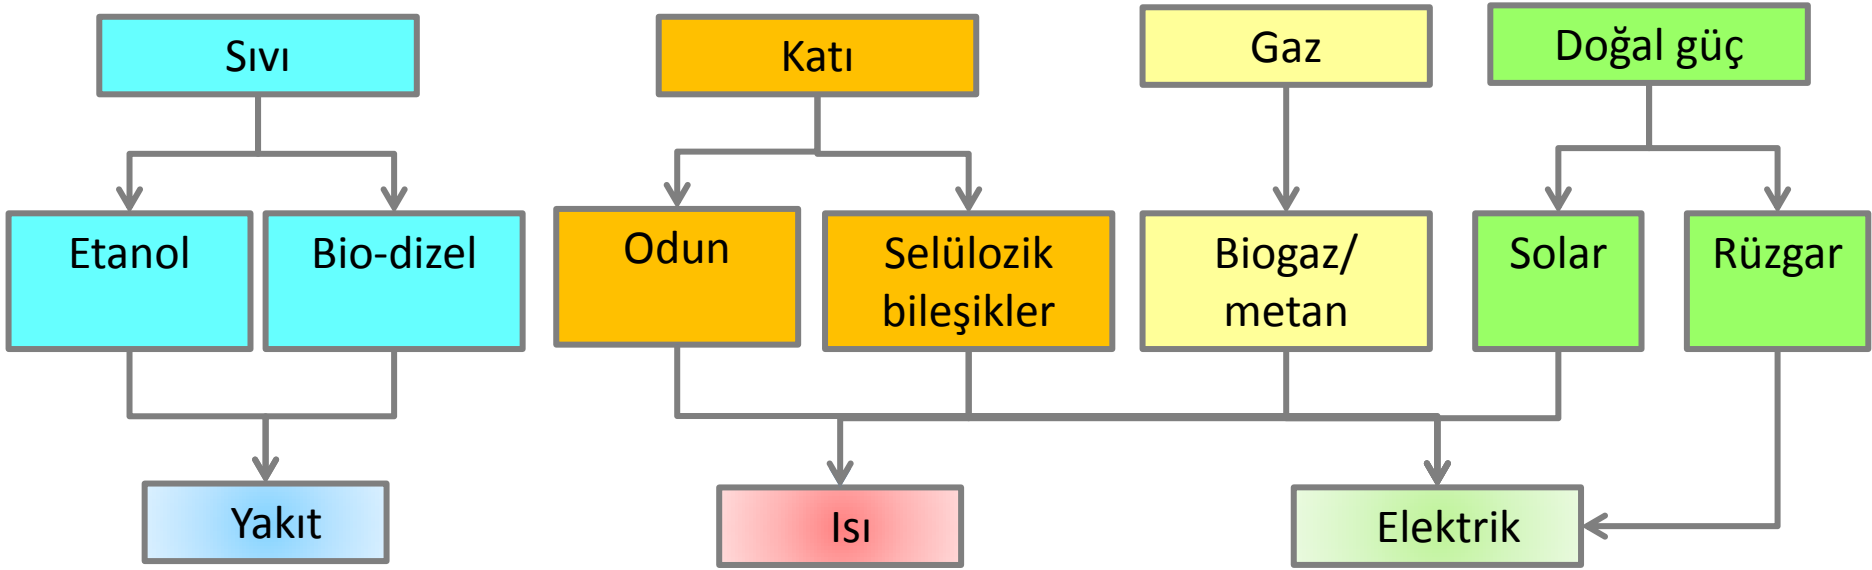 Sıvı
Katı
Gaz
Doğal güç
Etanol
Bio-dizel
Odun
Selülozik
bileşikler
Biogaz/
metan
Solar
Rüzgar
Yakıt
Isı
Elektrik